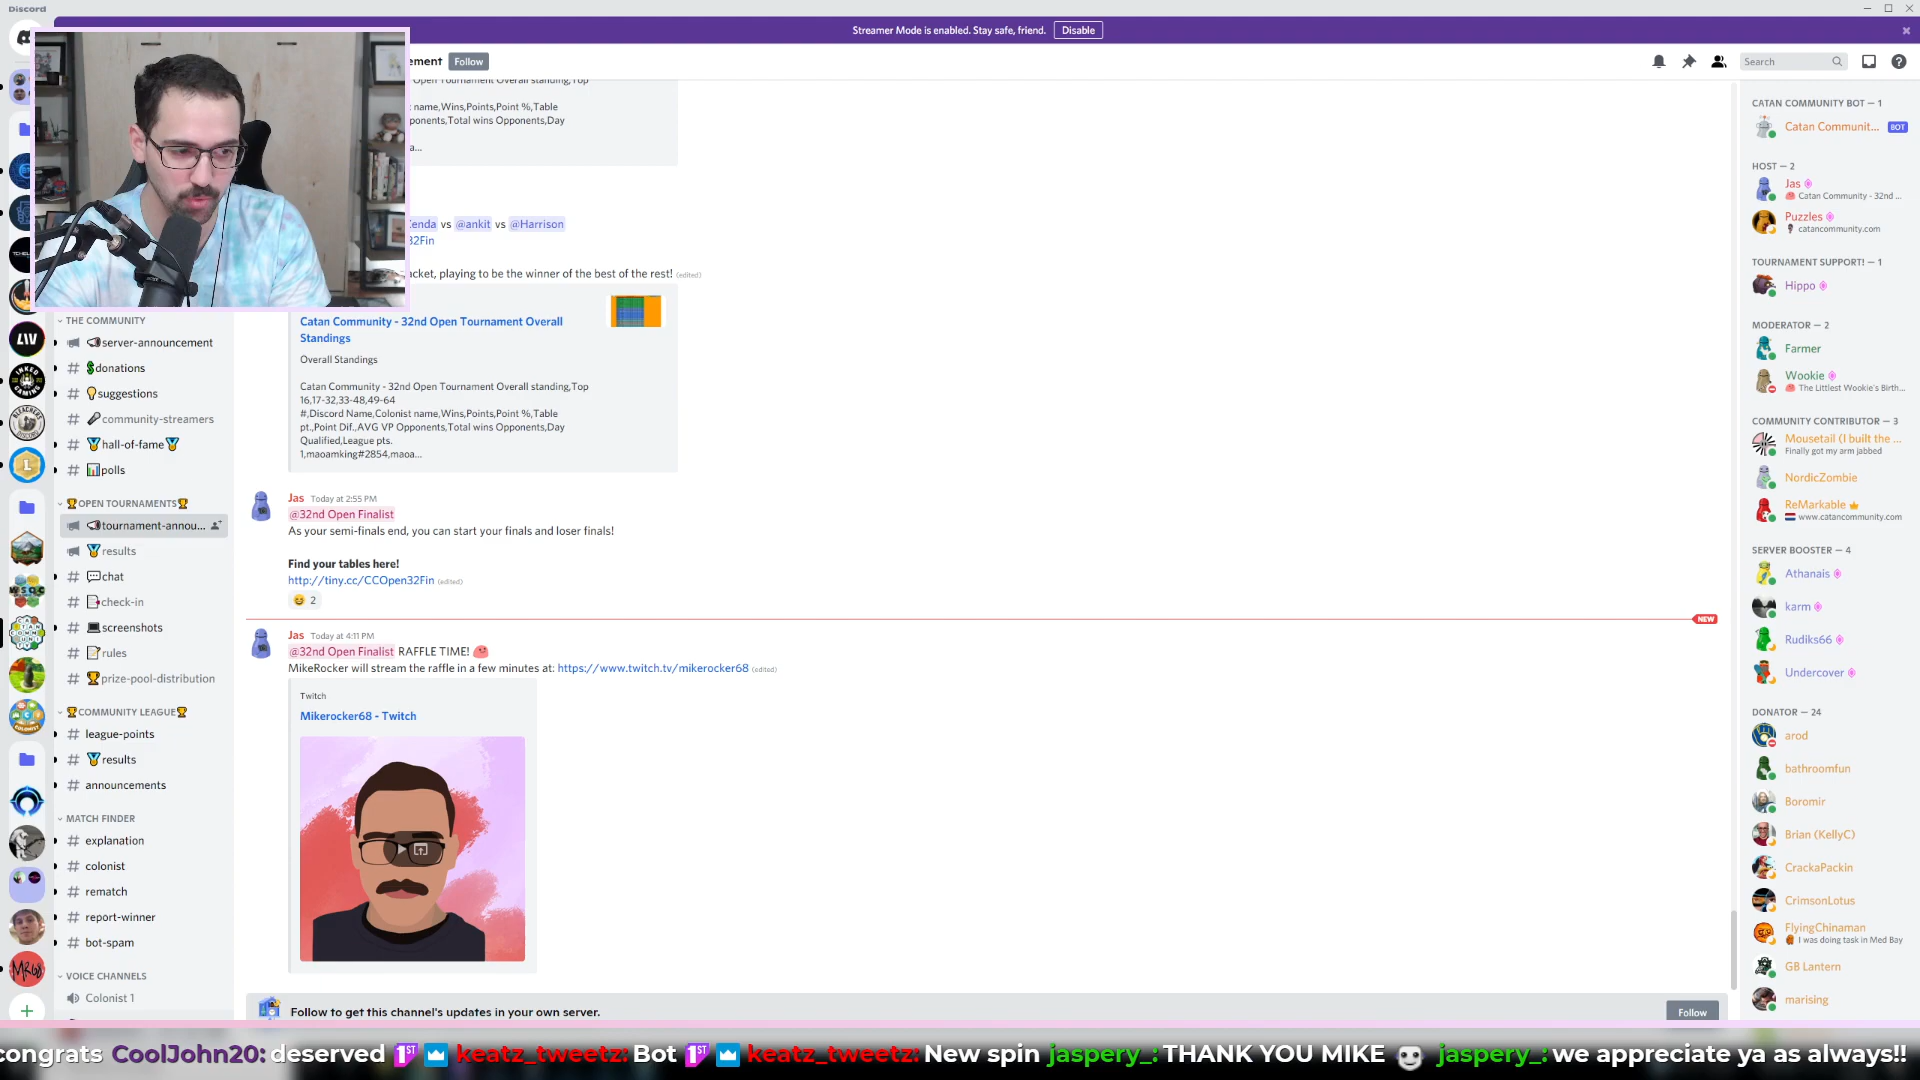 Discord
Streamer Mode is enabled. Stay safe, friend.
Disable
ement
Follow
Search
Open Tournament Overall standing,Top
name,Wins,Points,Point %,Table
ponents,Total wins Opponents,Day
a...
Kenda vs @ankit vs @Harrison
32Fin
acket, playing to be the winner of the best of the rest! (edited)
Catan Community - 32nd Open Tournament Overall
Standings
Overall Standings
Catan Community - 32nd Open Tournament Overall standing,Top
16,17-32,33-48,49-64
#,Discord Name,Colonist name,Wins,Points,Point %,Table
pt.,Point Dif.,AVG VP Opponents,Total wins Opponents,Day
Qualified,League pts.
1,maoamking#2854,maoa...
Jas Today at 2:55 PM
@32nd Open Finalist
As your semi-finals end, you can start your finals and loser finals!
Find your tables here!
http://tiny.cc/CCOpen32Fin (edited)
2
NEW
Jas Today at 4:11 PM
@32nd Open Finalist RAFFLE TIME!
MikeRocker will stream the raffle in a few minutes at: https://www.twitch.tv/mikerocker68 (edited)
Twitch
Mikerocker68 - Twitch
Follow to get this channel's updates in your own server.
Follow
THE COMMUNITY
server-announcement
donations
suggestions
community-streamers
hall-of-fame
polls
OPEN TOURNAMENTS
tournament-annou...
results
chat
check-in
screenshots
rules
prize-pool-distribution
COMMUNITY LEAGUE
league-points
results
announcements
MATCH FINDER
explanation
colonist
rematch
report-winner
bot-spam
VOICE CHANNELS
Colonist 1
LIV
INKED
GAMING
MR68
CATAN COMMUNITY BOT — 1
Catan Communit... BOT
HOST — 2
Jas
Catan Community - 32nd ...
Puzzles
catancommunity.com
TOURNAMENT SUPPORT! — 1
Hippo
MODERATOR — 2
Farmer
Wookie
The Littlest Wookie's Birth...
COMMUNITY CONTRIBUTOR — 3
Mousetail (I built the ...
Finally got my arm jabbed
NordicZombie
ReMarkable
www.catancommunity.com
SERVER BOOSTER — 4
Athanais
karm
Rudiks66
Undercover
DONATOR — 24
arod
bathroomfun
Boromir
Brian (KellyC)
CrackaPackin
CrimsonLotus
FlyingChinaman
I was doing task in Med Bay
GB Lantern
marising
congrats CoolJohn20: deserved 1ST keatz_tweetz: Bot 1ST keatz_tweetz: New spin jaspery_: THANK YOU MIKE jaspery_: we appreciate ya as always!!